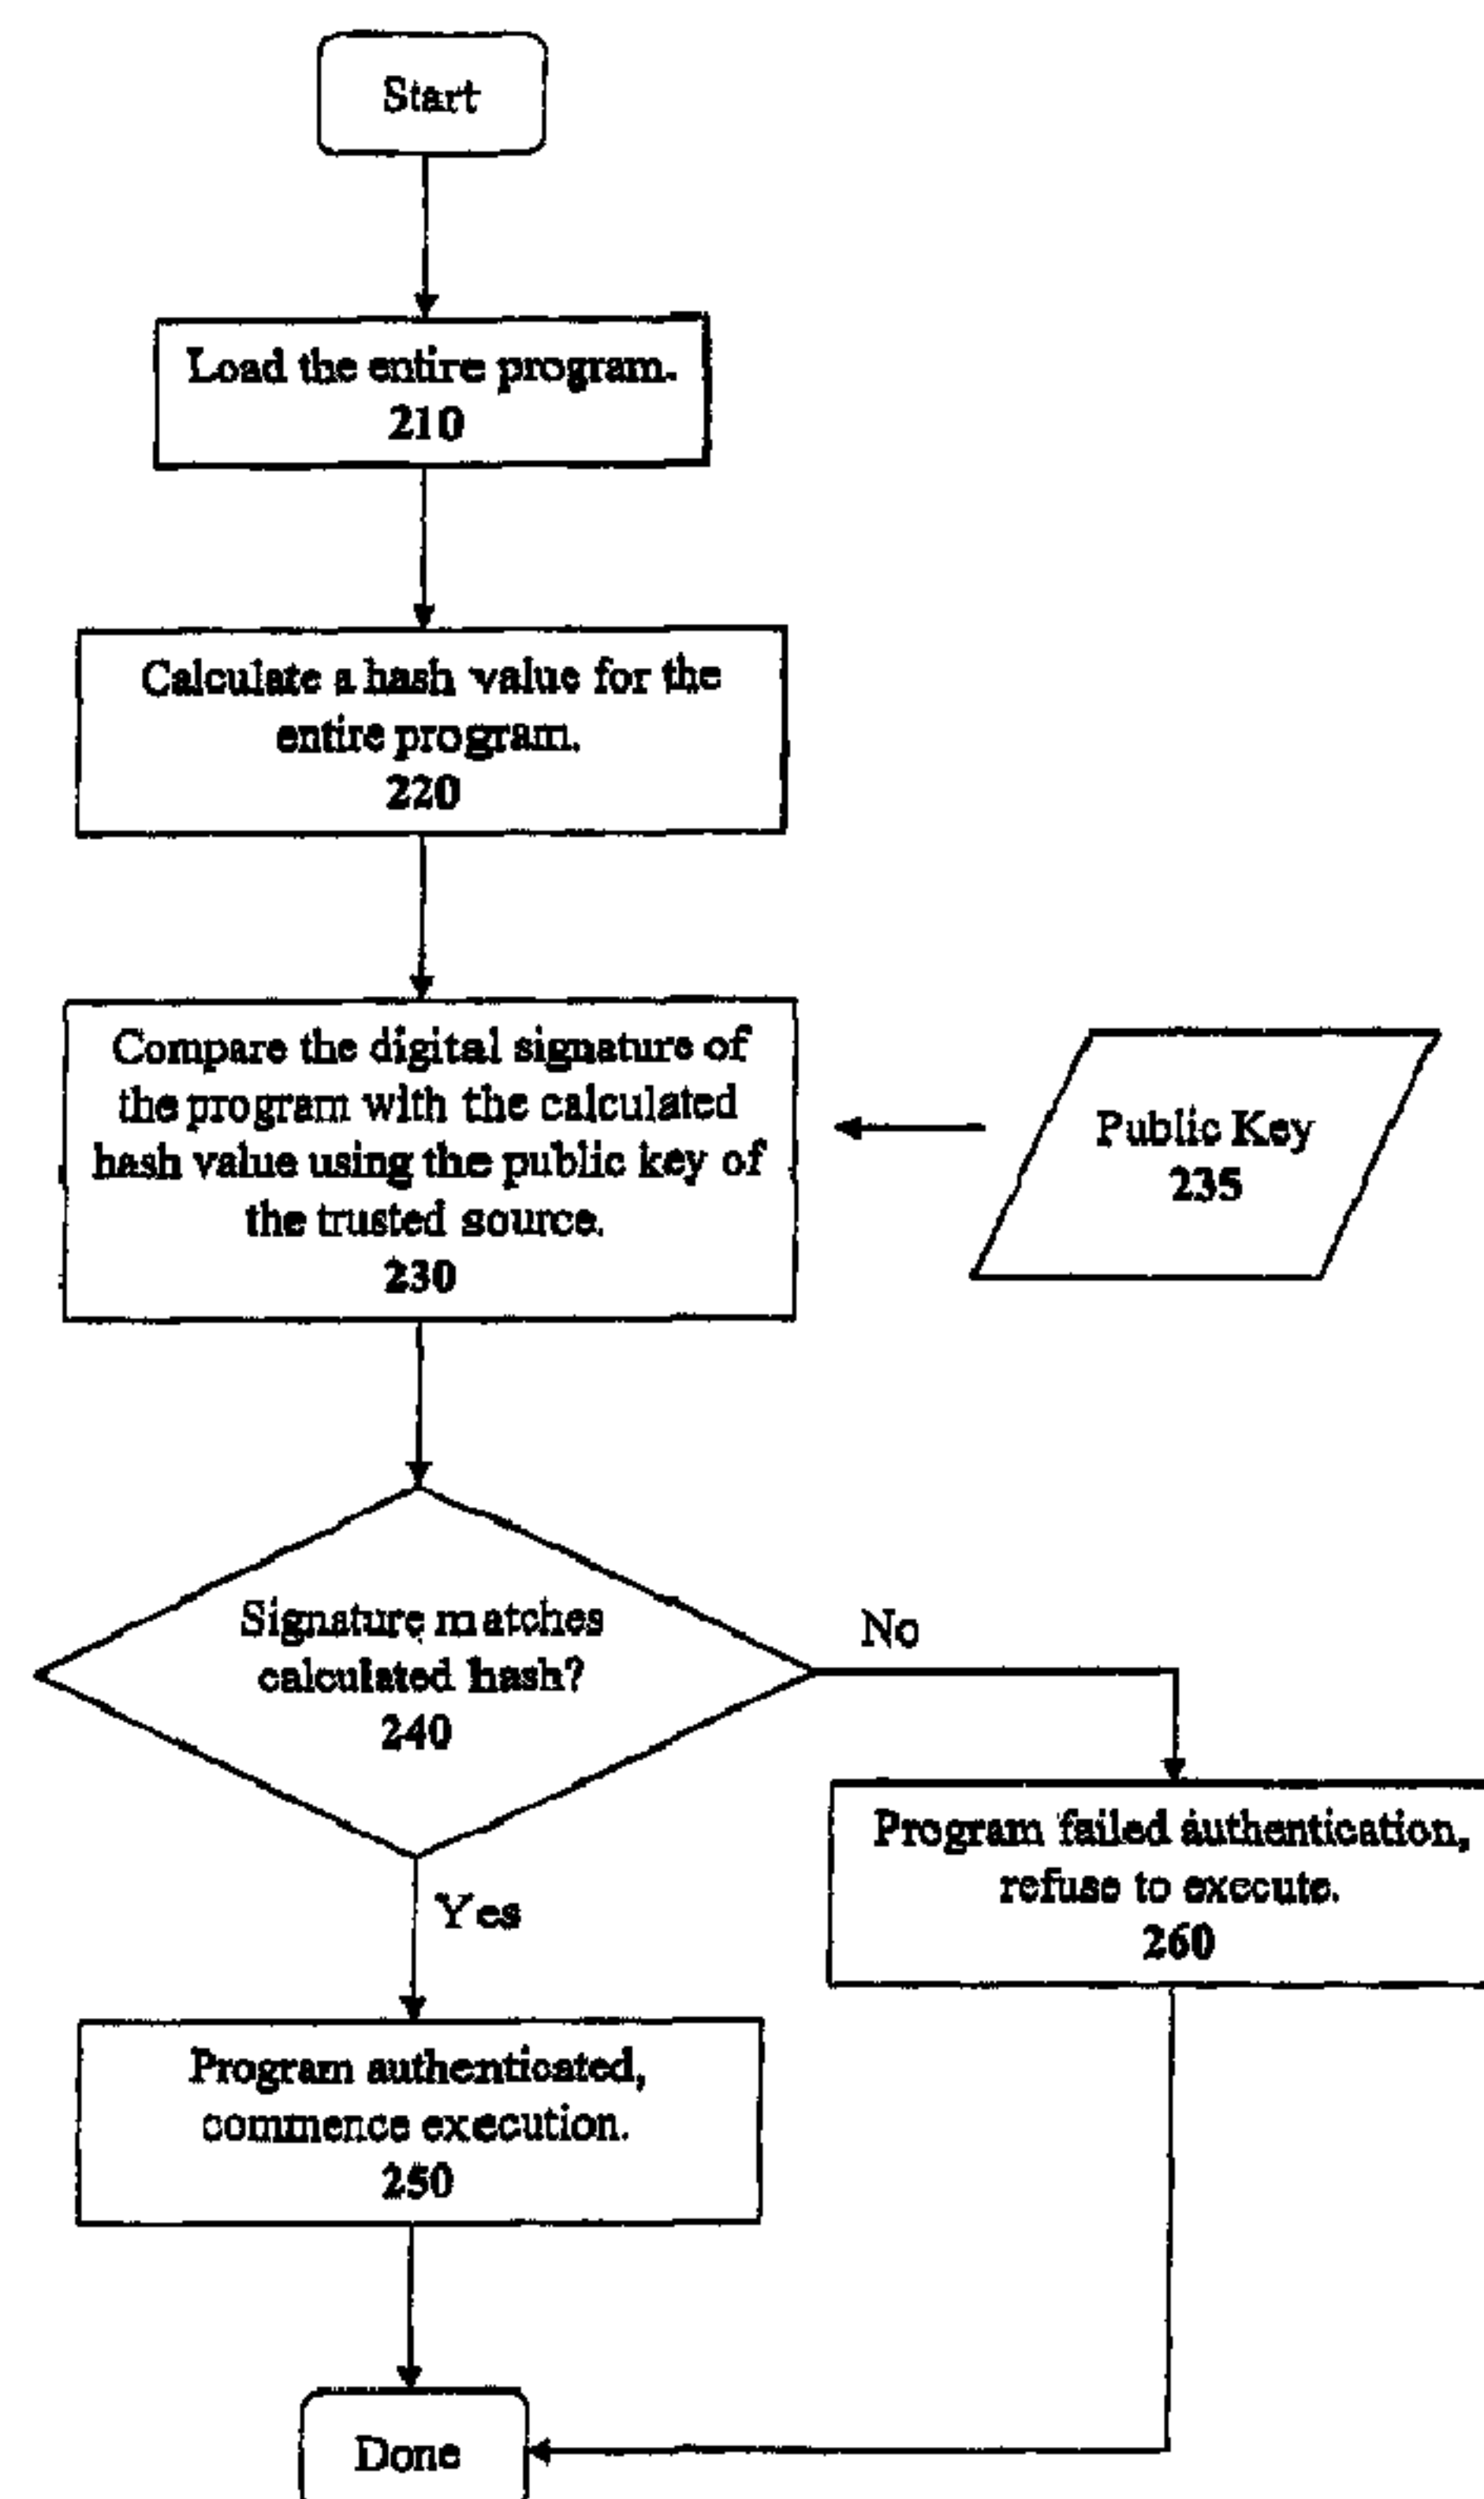 Start
Load the entire program.
210
Calculate a hash value for the
entire program.
220
Compare the digital signature of
the program with the calculated
hash value using the public key of
the trusted source.
230
Public Key
235
Signature matches
calculated hash?
240
No
Yes
Program failed authentication,
refuse to execute.
260
Program authenticated,
commence execution.
250
Done